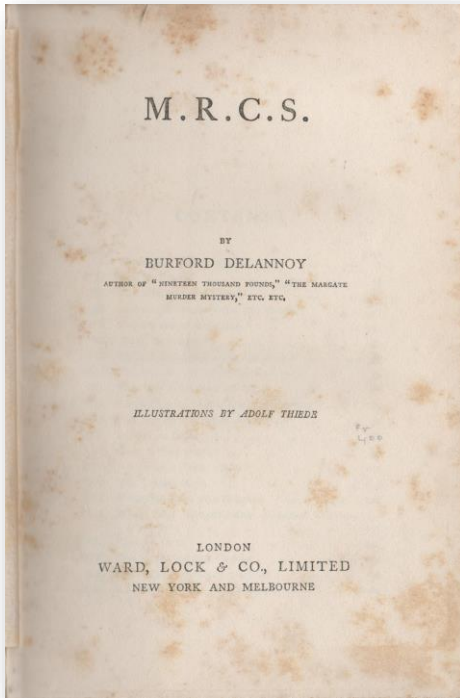 M.R.C.S.
BY
BURFORD DELANNOY
AUTHOR OF "NINETEEN THOUSAND POUNDS," "THE MARGATE
MURDER MYSTERY," ETC. ETC.
ILLUSTRATIONS BY ADOLF THIEDE
LONDON
WARD, LOCK & CO., LIMITED
NEW YORK AND MELBOURNE